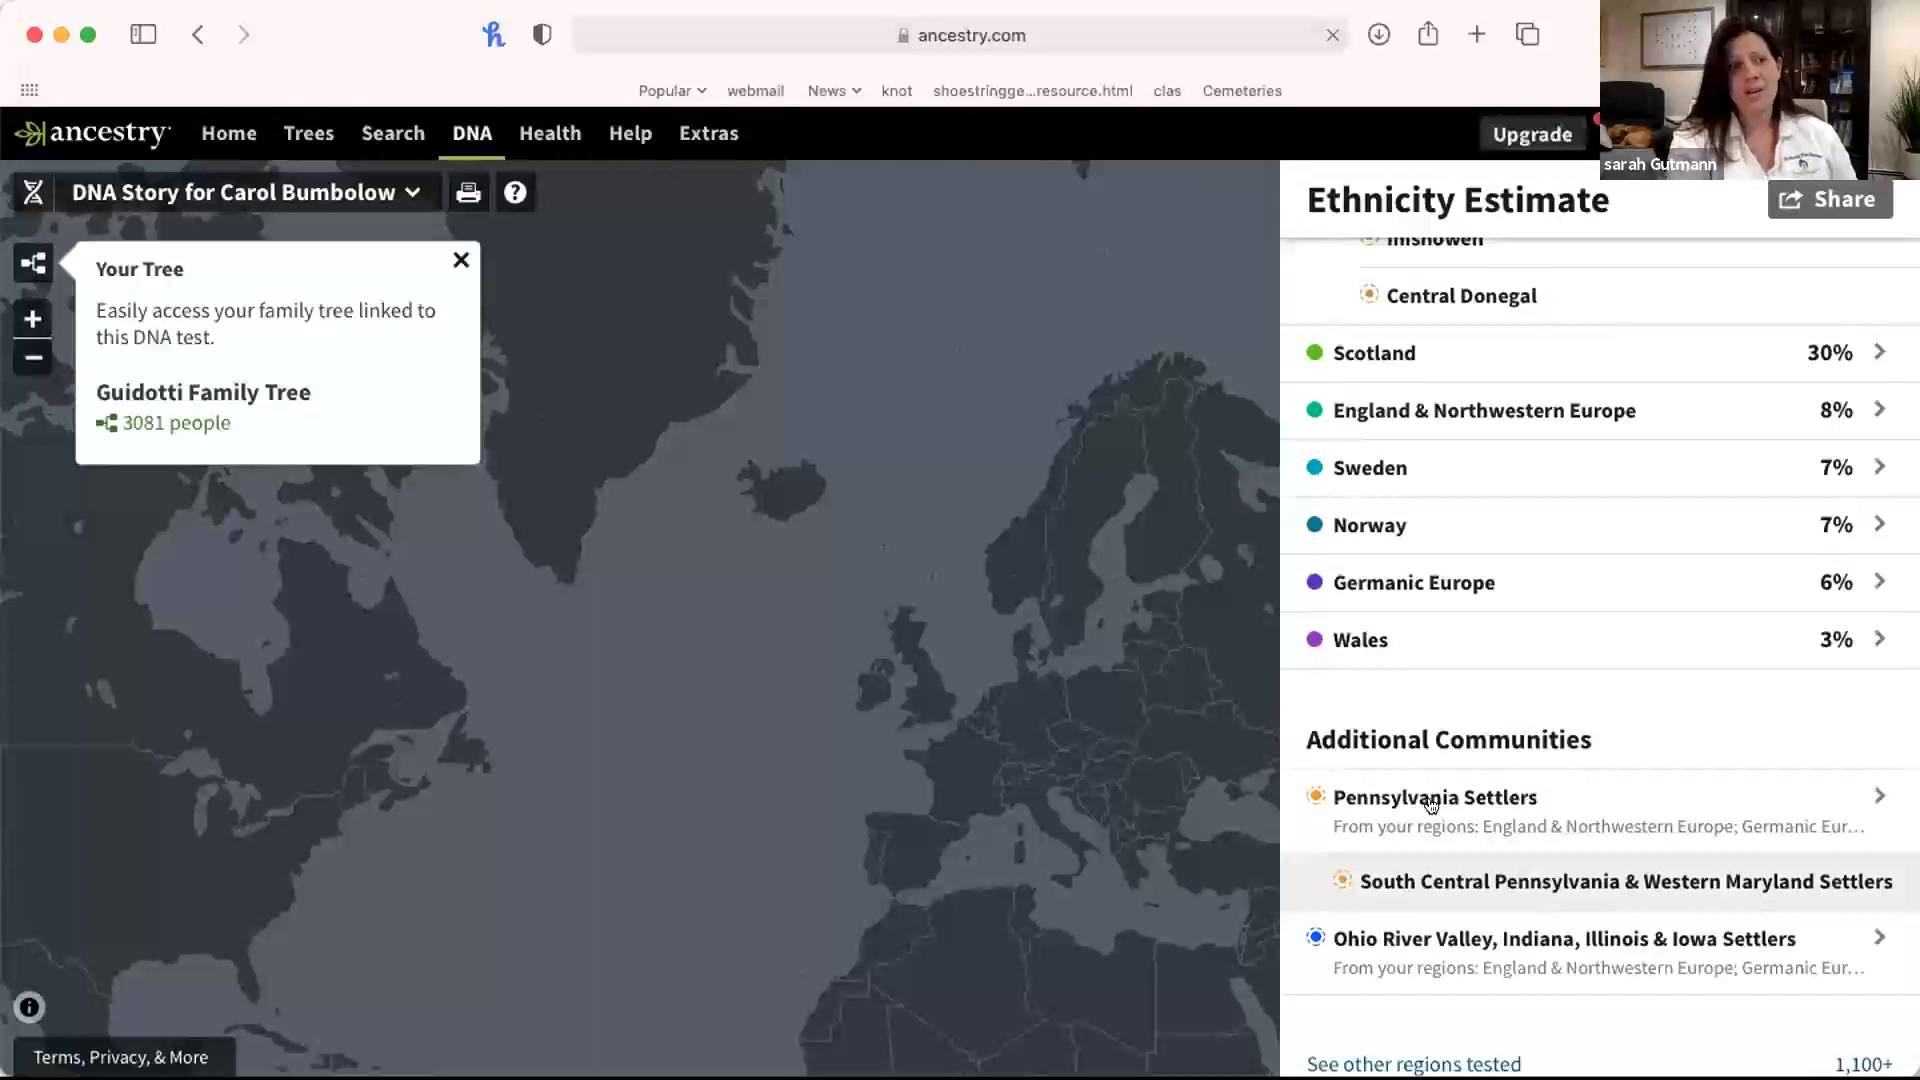 ancestry.com
Popular
webmail
News
knot
shoestringge...resource.html
clas
Cemeteries
ancestry
Home
Trees
Search
DNA
Health
Help
Extras
Upgrade
sarah Gutmann
DNA Story for Carol Bumbolow
Your Tree
Easily access your family tree linked to
this DNA test.
Guidotti Family Tree
3081 people
Terms, Privacy, & More
Ethnicity Estimate
Share
Inishowen
Central Donegal
Scotland 30%
England & Northwestern Europe 8%
Sweden 7%
Norway 7%
Germanic Europe 6%
Wales 3%
Additional Communities
Pennsylvania Settlers
From your regions: England & Northwestern Europe; Germanic Eur...
South Central Pennsylvania & Western Maryland Settlers
Ohio River Valley, Indiana, Illinois & Iowa Settlers
From your regions: England & Northwestern Europe; Germanic Eur...
See other regions tested 1,100+